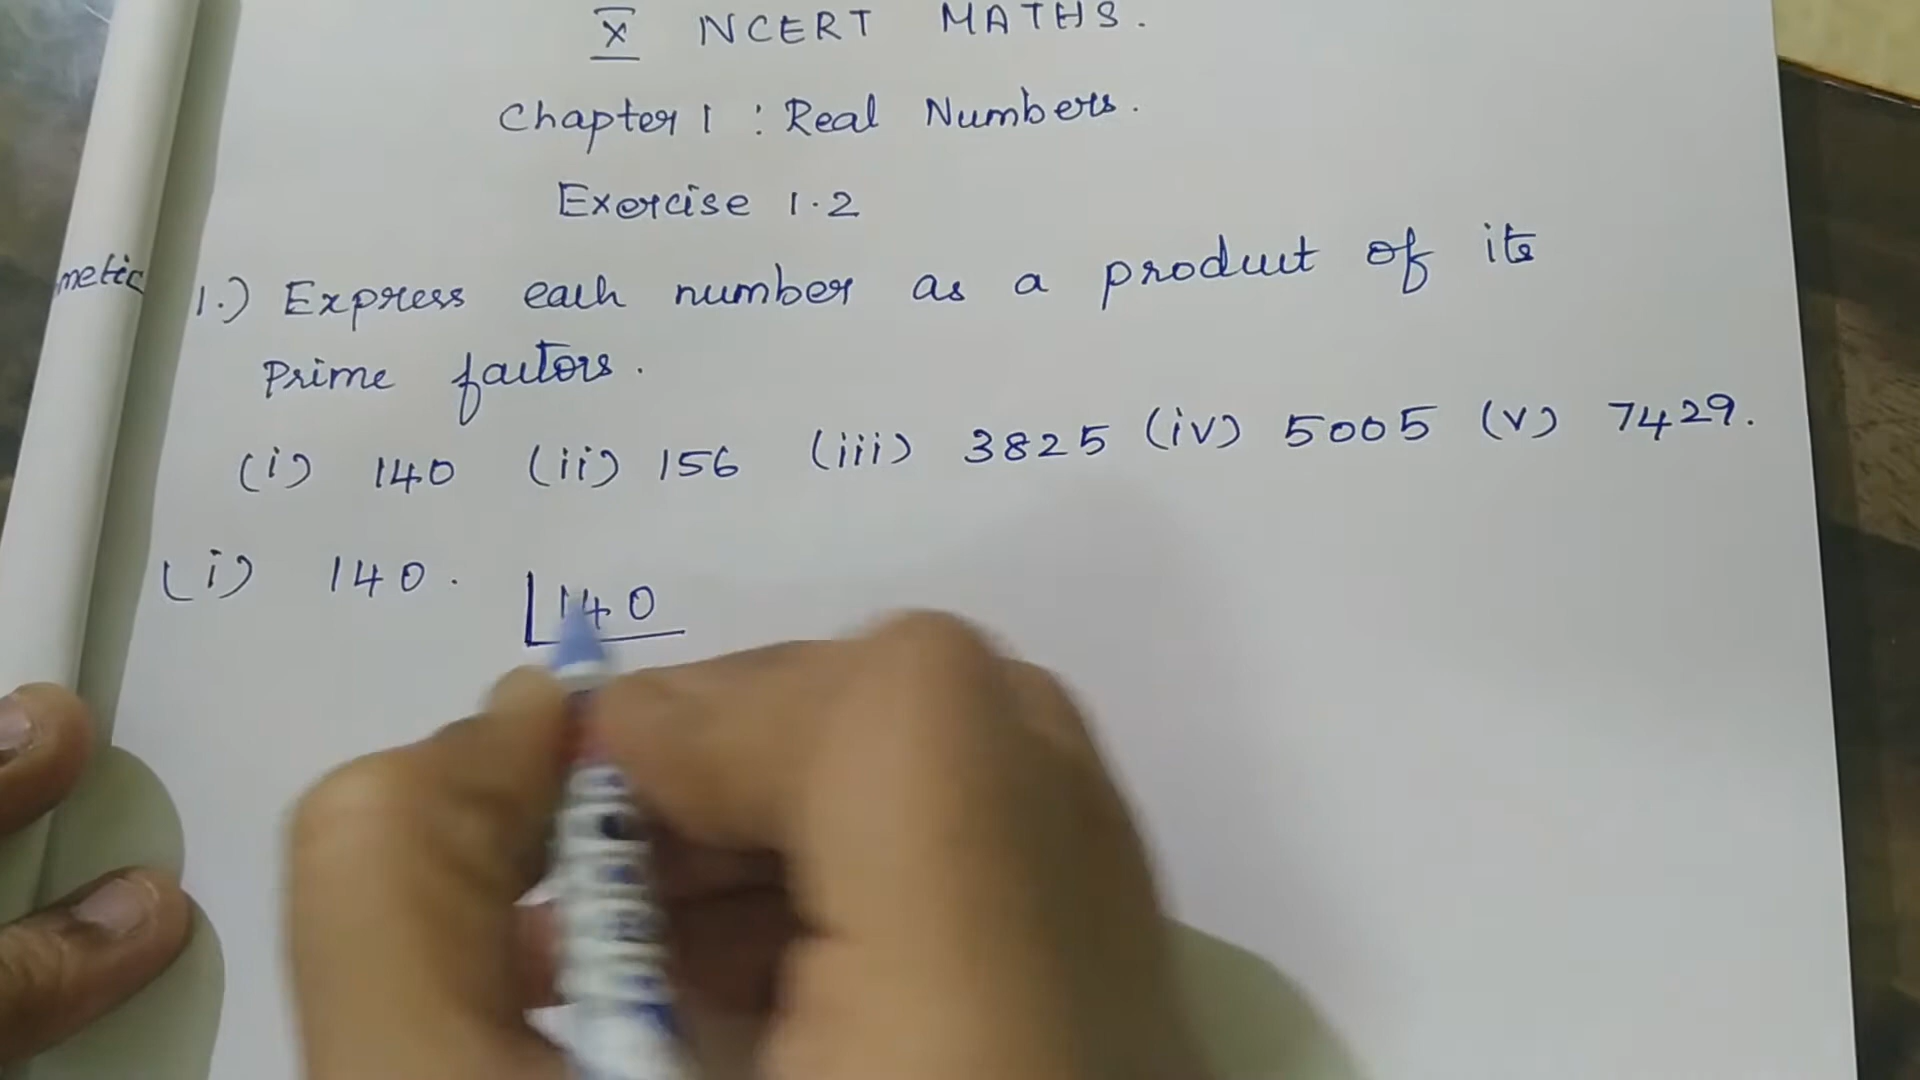 X NCERT MATHS.
Chapter 1 : Real Numbers.
Exercise 1.2
metic
1.) Express each number as a product of its
Prime factors.
(i) 140 (ii) 156 (iii) 3825 (iv) 5005 (v) 7429.
(i) 140. 140